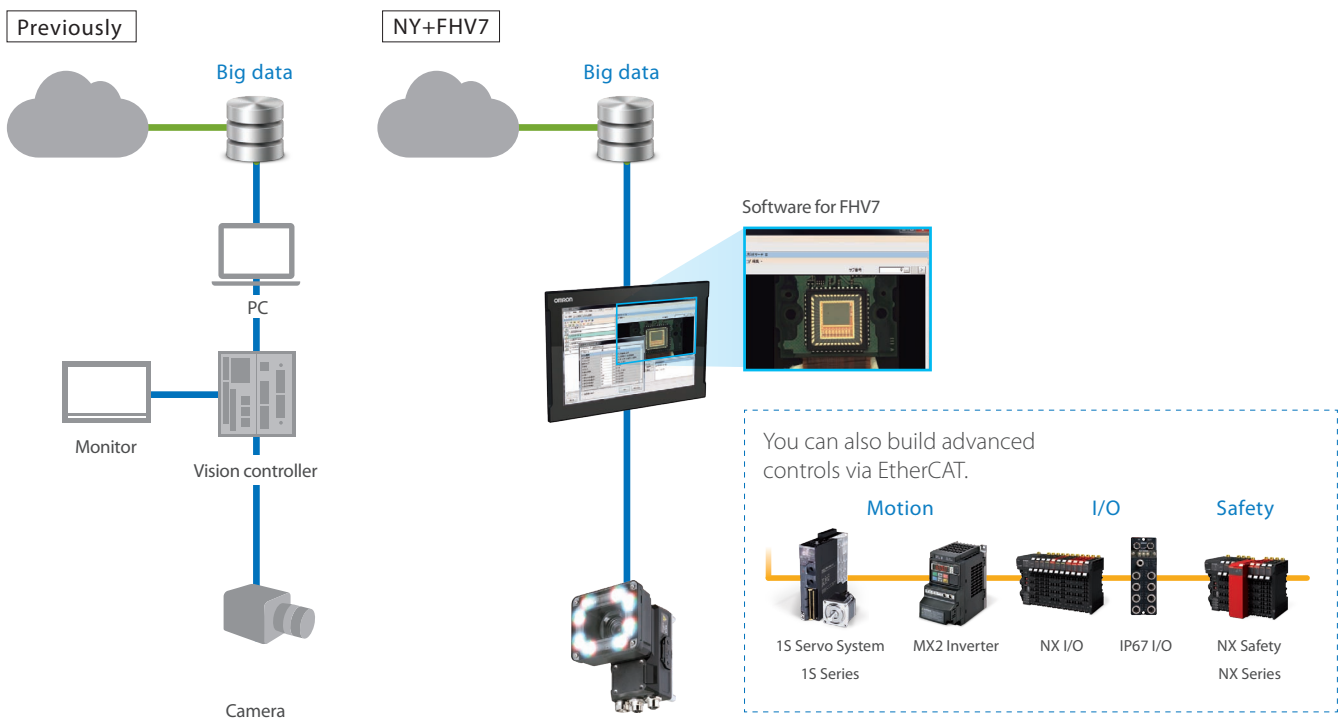 Previously
Big data
PC
Monitor
Vision controller
Camera
NY+FHV7
Big data
Software for FHV7
OMRON
You can also build advanced
controls via EtherCAT.
Motion
I/O
Safety
1S Servo System
1S Series
MX2 Inverter
NX I/O
IP67 I/O
NX Safety
NX Series